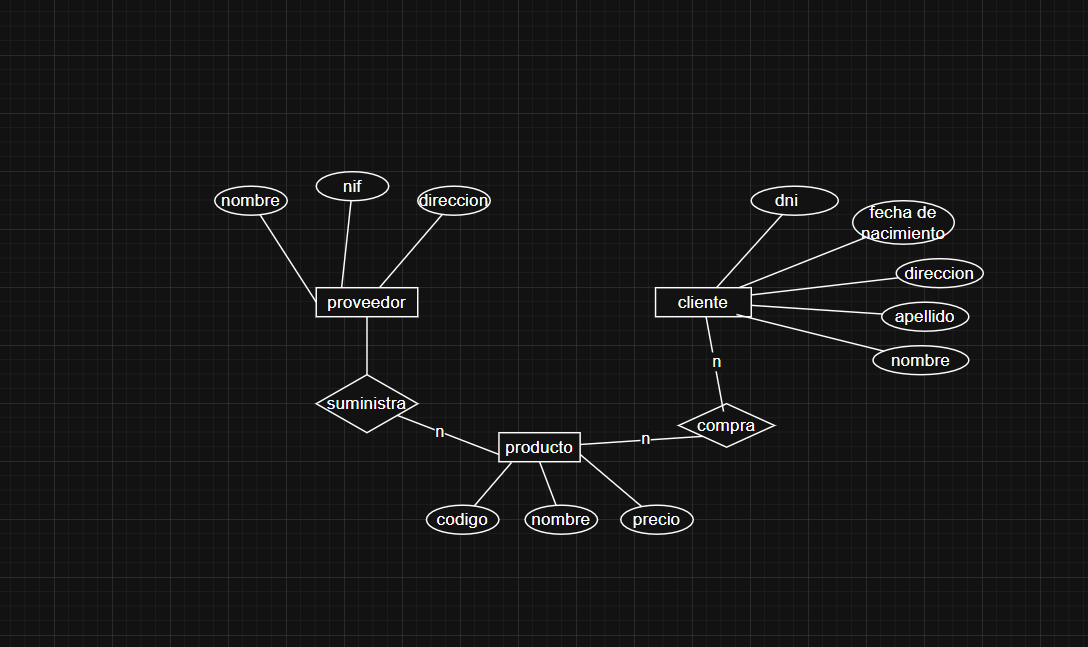 nombre
nif
direccion
dni
fecha de
nacimiento
direccion
apellido
nombre
proveedor
cliente
n
suministra
n
producto
n
compra
codigo
nombre
precio